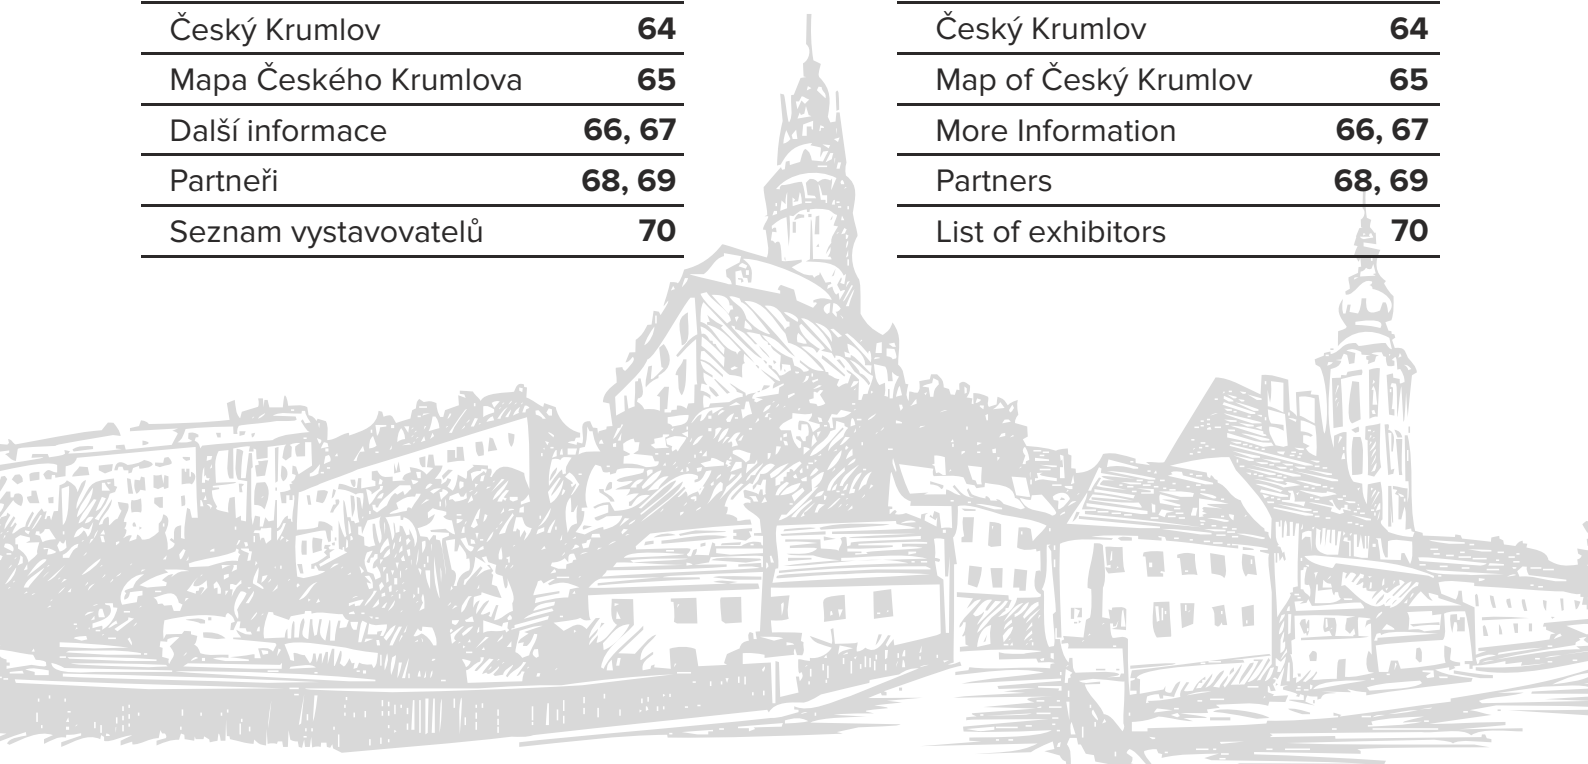 Český Krumlov 64
Mapa Českého Krumlova 65
Další informace 66, 67
Partneři 68, 69
Seznam vystavovatelů 70
Český Krumlov 64
Map of Český Krumlov 65
More Information 66, 67
Partners 68, 69
List of exhibitors 70